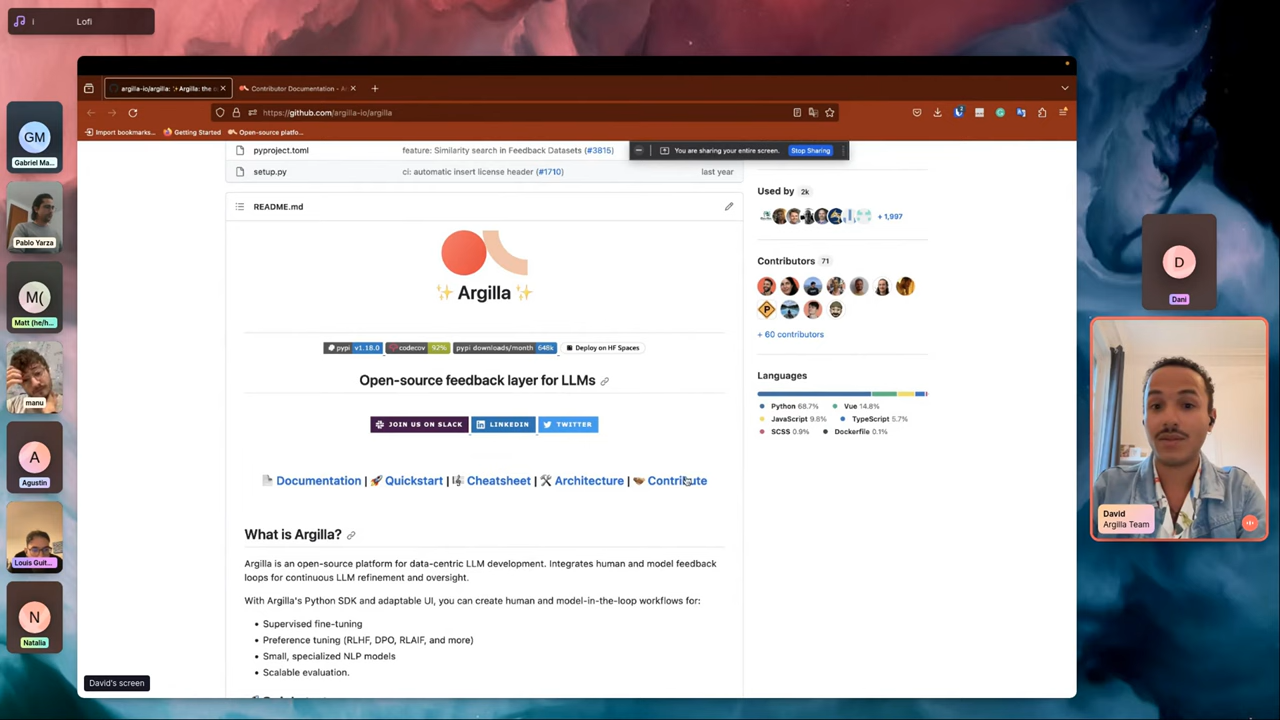 Lofi
argilla-io/argilla: ✨Argilla: the o
Contributor Documentation - A
https://github.com/argilla-io/argilla
Import bookmarks...
Getting Started
Open-source platfo...
pyproject.toml
feature: Similarity search in Feedback Datasets (#3815)
You are sharing your entire screen.
Stop Sharing
setup.py
ci: automatic insert license header (#1710)
last year
README.md
✨ Argilla ✨
pypi v1.18.0
codecov 92%
pypi downloads/month 648k
Deploy on HF Spaces
Open-source feedback layer for LLMs
JOIN US ON SLACK
LINKEDIN
TWITTER
Documentation | Quickstart | Cheatsheet | Architecture | Contribute
What is Argilla?
Argilla is an open-source platform for data-centric LLM development. Integrates human and model feedback
loops for continuous LLM refinement and oversight.
With Argilla's Python SDK and adaptable UI, you can create human and model-in-the-loop workflows for:
• Supervised fine-tuning
• Preference tuning (RLHF, DPO, RLAIF, and more)
• Small, specialized NLP models
• Scalable evaluation.
Used by 2k
+ 1,997
Contributors 71
+ 60 contributors
Languages
Python 68.7%
Vue 14.8%
JavaScript 9.8%
TypeScript 5.7%
SCSS 0.9%
Dockerfile 0.1%
GM
Gabriel Ma...
Pablo Yarza
M(
Matt (he/h...
manu
A
Agustin
Louis Guit...
N
Natalia
D
Dani
David
Argilla Team
David's screen